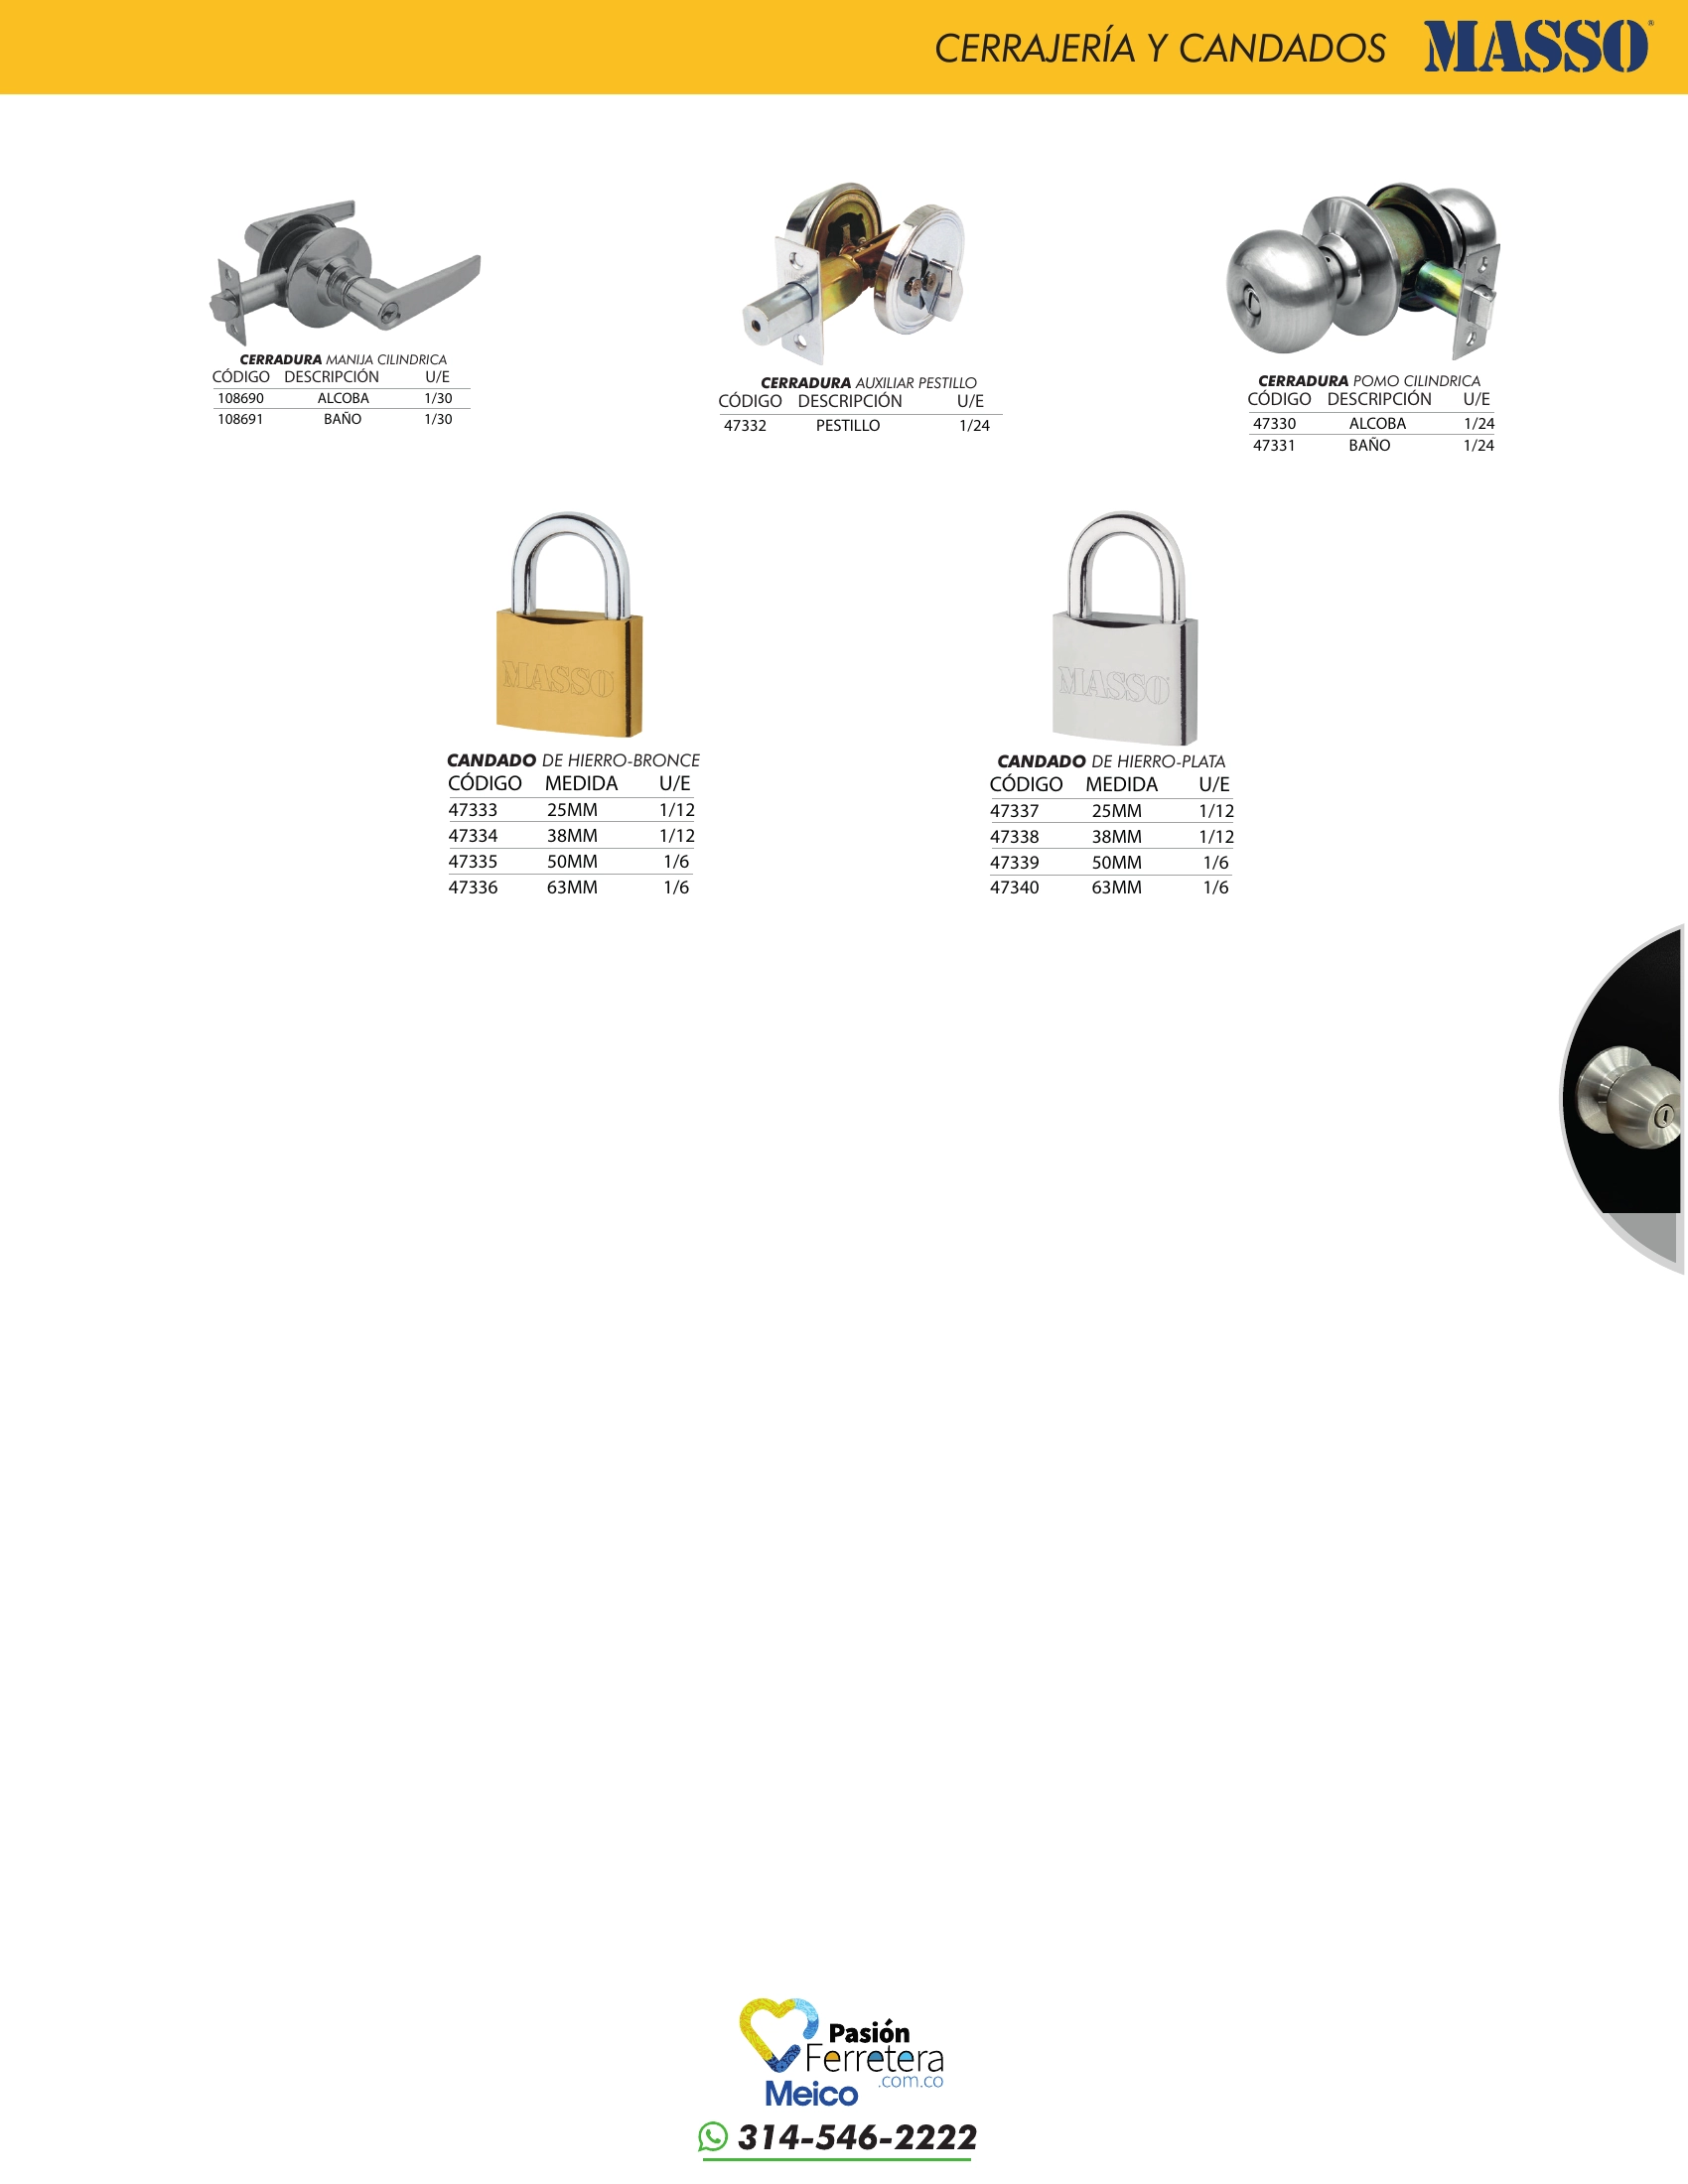 CERRAJERÍA Y CANDADOS MASSO®
CERRADURA MANIJA CILINDRICA
CÓDIGO DESCRIPCIÓN U/E
108690 ALCOBA 1/30
108691 BAÑO 1/30
CERRADURA AUXILIAR PESTILLO
CÓDIGO DESCRIPCIÓN U/E
47332 PESTILLO 1/24
CERRADURA POMO CILINDRICA
CÓDIGO DESCRIPCIÓN U/E
47330 ALCOBA 1/24
47331 BAÑO 1/24
MASSO
CANDADO DE HIERRO-BRONCE
CÓDIGO MEDIDA U/E
47333 25MM 1/12
47334 38MM 1/12
47335 50MM 1/6
47336 63MM 1/6
MASSO
CANDADO DE HIERRO-PLATA
CÓDIGO MEDIDA U/E
47337 25MM 1/12
47338 38MM 1/12
47339 50MM 1/6
47340 63MM 1/6
Pasión
Ferretera
.com.co
Meico
314-546-2222